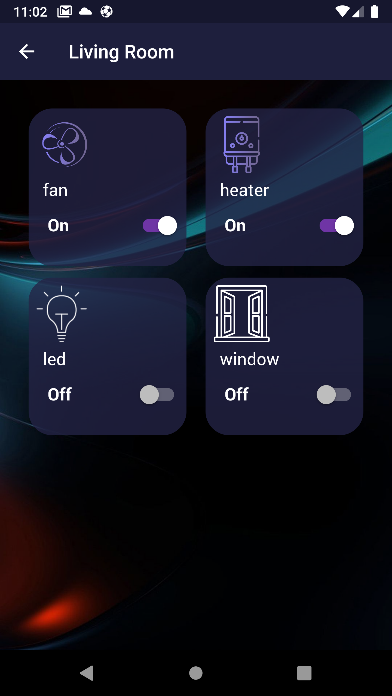 11:02
Living Room
fan
heater
On
On
led
window
Off
Off